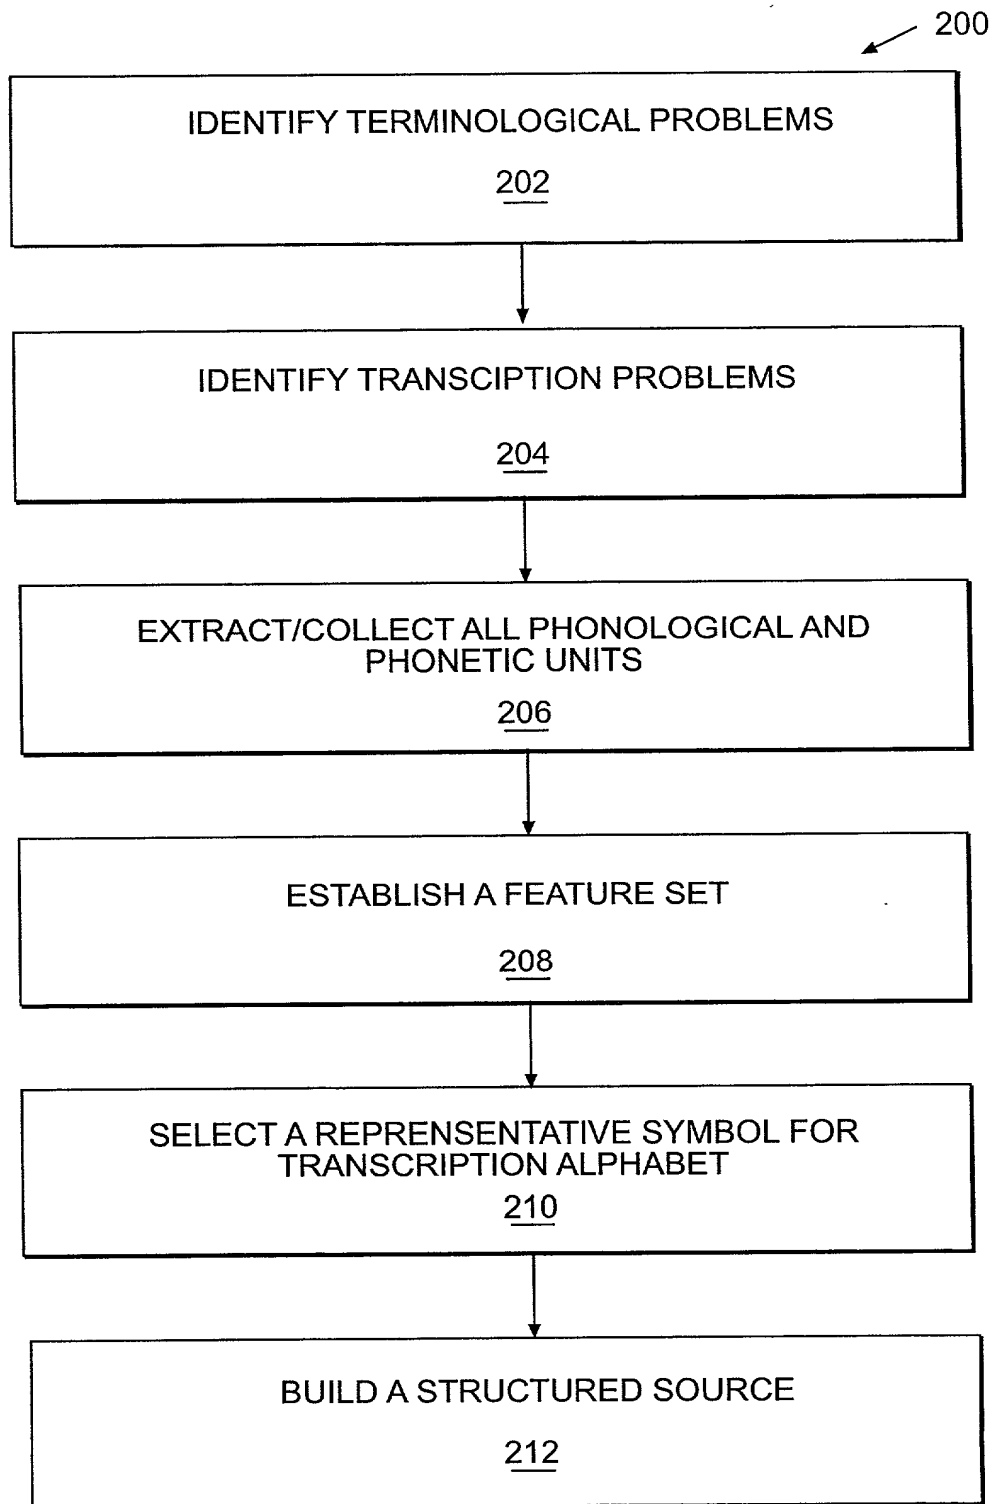 200
IDENTIFY TERMINOLOGICAL PROBLEMS
202
IDENTIFY TRANSCIPTION PROBLEMS
204
EXTRACT/COLLECT ALL PHONOLOGICAL AND
PHONETIC UNITS
206
ESTABLISH A FEATURE SET
208
SELECT A REPRENSENTATIVE SYMBOL FOR
TRANSCRIPTION ALPHABET
210
BUILD A STRUCTURED SOURCE
212